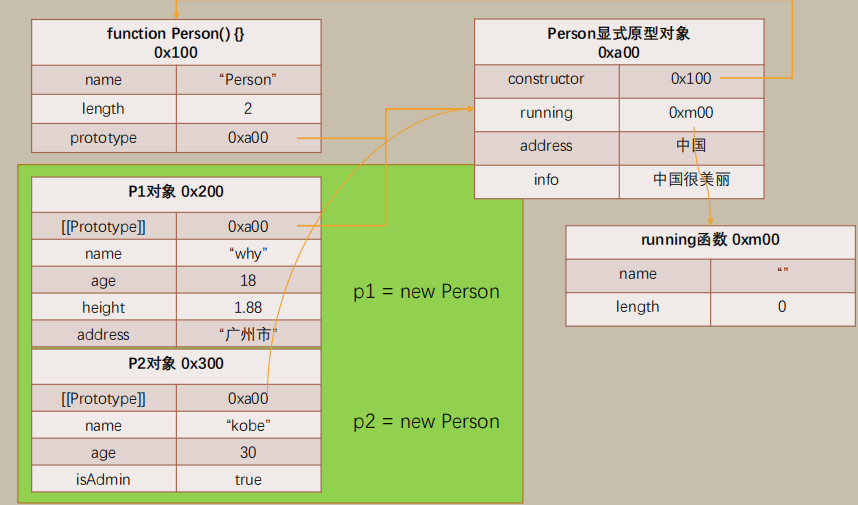 function Person() {}
0x100
name “Person”
length 2
prototype 0xa00
Person显式原型对象
0xa00
constructor 0x100
running 0xm00
address 中国
info 中国很美丽
running函数 0xm00
name “”
length 0
P1对象 0x200
[[Prototype]] 0xa00
name “why”
age 18
height 1.88
address “广州市”
p1 = new Person
P2对象 0x300
[[Prototype]] 0xa00
name “kobe”
age 30
isAdmin true
p2 = new Person